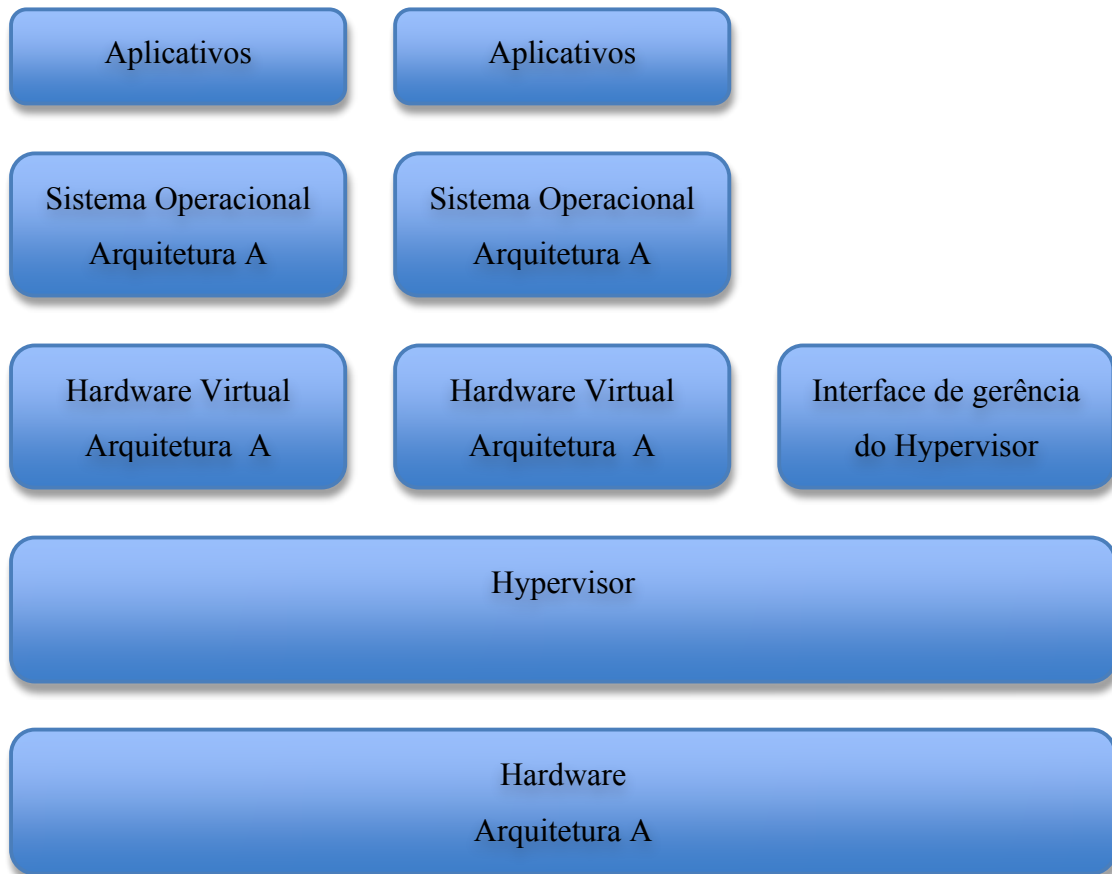 Aplicativos
Aplicativos
Sistema Operacional
Arquitetura A
Sistema Operacional
Arquitetura A
Hardware Virtual
Arquitetura A
Hardware Virtual
Arquitetura A
Interface de gerência
do Hypervisor
Hypervisor
Hardware
Arquitetura A